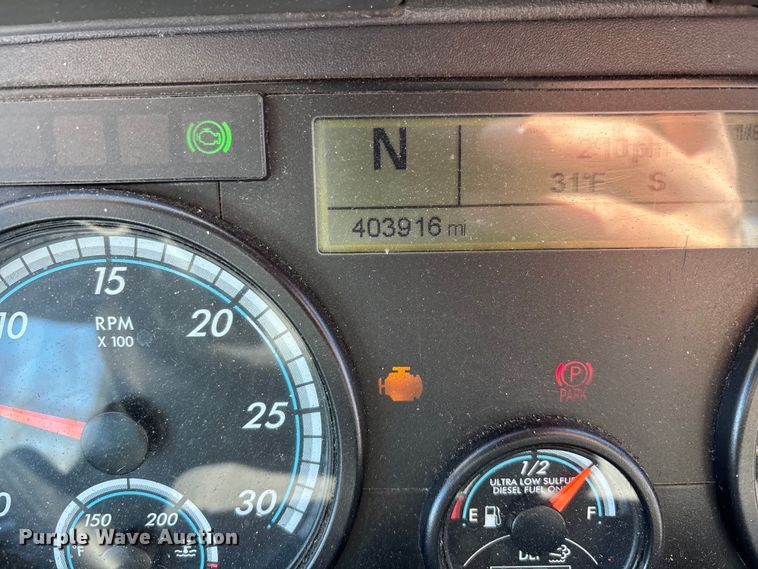 N
31°F S
403916 mi
15
10
20
RPM
X 100
25
30
PARK
1/2
ULTRA LOW SULFUR
DIESEL FUEL ONLY
E
F
150
200
°F
DEF
Purple Wave Auction